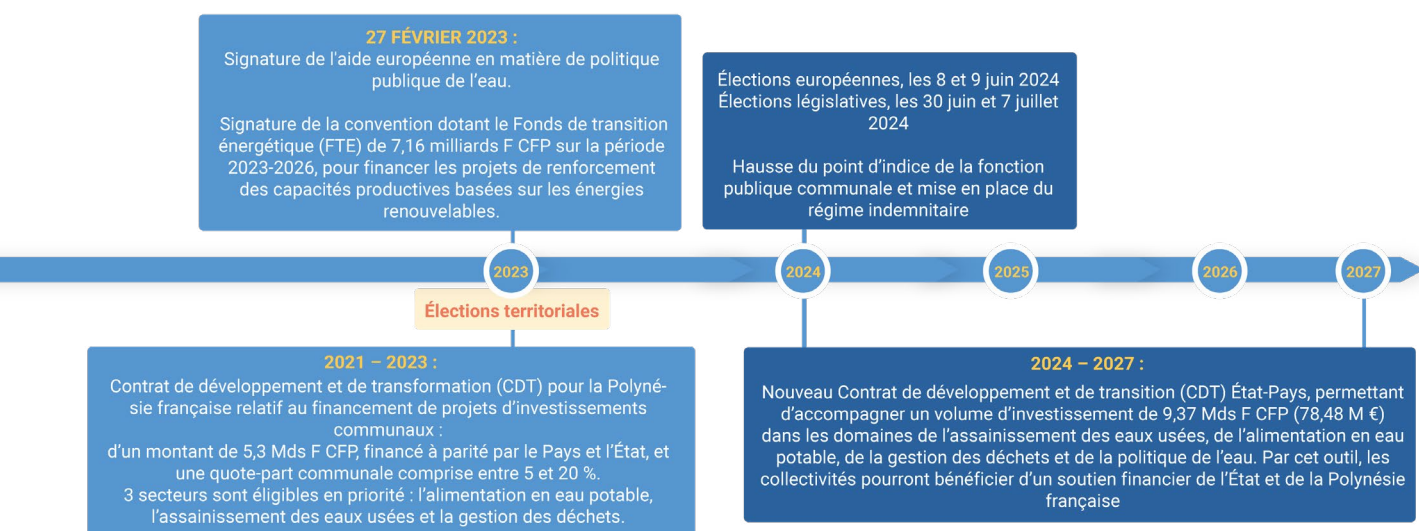 27 FÉVRIER 2023 :
Signature de l'aide européenne en matière de politique
publique de l’eau.
Signature de la convention dotant le Fonds de transition
énergétique (FTE) de 7,16 milliards F CFP sur la période
2023-2026, pour financer les projets de renforcement
des capacités productives basées sur les énergies
renouvelables.
Élections européennes, les 8 et 9 juin 2024
Élections législatives, les 30 juin et 7 juillet
2024
Hausse du point d’indice de la fonction
publique communale et mise en place du
régime indemnitaire
2023
2024
2025
2026
2027
Élections territoriales
2021 – 2023 :
Contrat de développement et de transformation (CDT) pour la Polyné-
sie française relatif au financement de projets d’investissements
communaux :
d’un montant de 5,3 Mds F CFP, financé à parité par le Pays et l’État, et
une quote-part communale comprise entre 5 et 20 %.
3 secteurs sont éligibles en priorité : l’alimentation en eau potable,
l’assainissement des eaux usées et la gestion des déchets.
2024 – 2027 :
Nouveau Contrat de développement et de transition (CDT) État-Pays, permettant
d’accompagner un volume d’investissement de 9,37 Mds F CFP (78,48 M €)
dans les domaines de l’assainissement des eaux usées, de l’alimentation en eau
potable, de la gestion des déchets et de la politique de l’eau. Par cet outil, les
collectivités pourront bénéficier d’un soutien financier de l’État et de la Polynésie
française